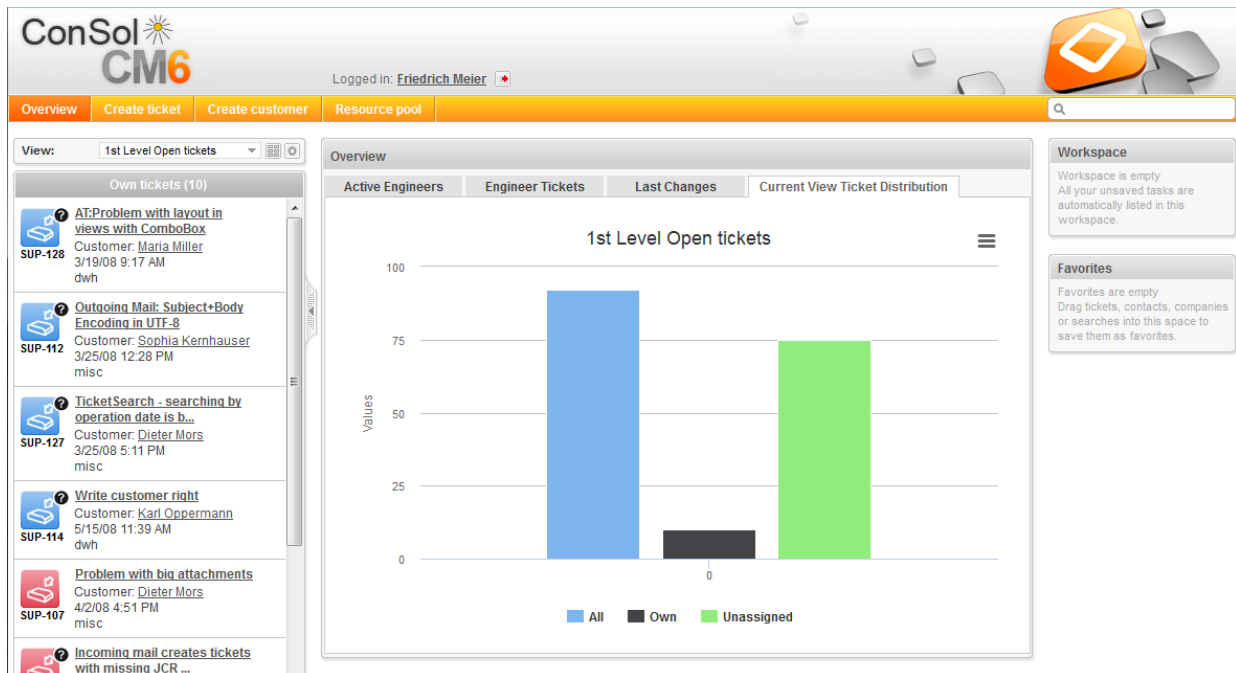 ConSol
CM6
Logged in: Friedrich Meier
Overview
Create ticket
Create customer
Resource pool
View:
1st Level Open tickets
Own tickets (10)
AT:Problem with layout in
views with ComboBox
Customer: Maria Miller
3/19/08 9:17 AM
dwh
SUP-128
?
Outgoing Mail: Subject+Body
Encoding in UTF-8
Customer: Sophia Kernhauser
3/25/08 12:28 PM
misc
SUP-112
?
TicketSearch - searching by
operation date is b...
Customer: Dieter Mors
3/25/08 5:11 PM
misc
SUP-127
?
Write customer right
Customer: Karl Oppermann
5/15/08 11:39 AM
dwh
SUP-114
?
Problem with big attachments
Customer: Dieter Mors
4/2/08 4:51 PM
misc
SUP-107
Incoming mail creates tickets
with missing JCR ...
?
Overview
Active Engineers
Engineer Tickets
Last Changes
Current View Ticket Distribution
1st Level Open tickets
Values
100
75
50
25
0
0
All
Own
Unassigned
Workspace
Workspace is empty
All your unsaved tasks are
automatically listed in this
workspace.
Favorites
Favorites are empty
Drag tickets, contacts, companies
or searches into this space to
save them as favorites.